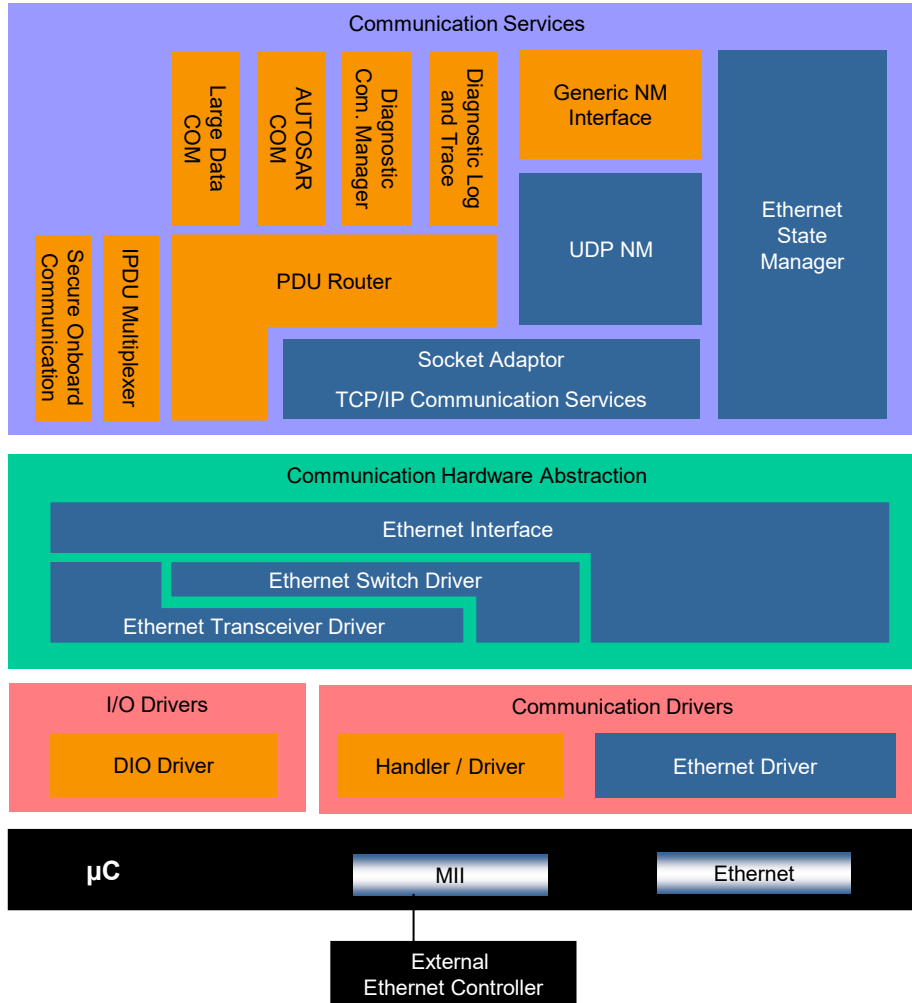 Communication Services
Large Data
COM
AUTOSAR
COM
Diagnostic
Com. Manager
Diagnostic Log
and Trace
Generic NM
Interface
Ethernet
State
Manager
UDP NM
Secure Onboard
Communication
IPDU Multiplexer
PDU Router
Socket Adaptor
TCP/IP Communication Services
Communication Hardware Abstraction
Ethernet Interface
Ethernet Switch Driver
Ethernet Transceiver Driver
I/O Drivers
Communication Drivers
DIO Driver
Handler / Driver
Ethernet Driver
µC
MII
Ethernet
External
Ethernet Controller